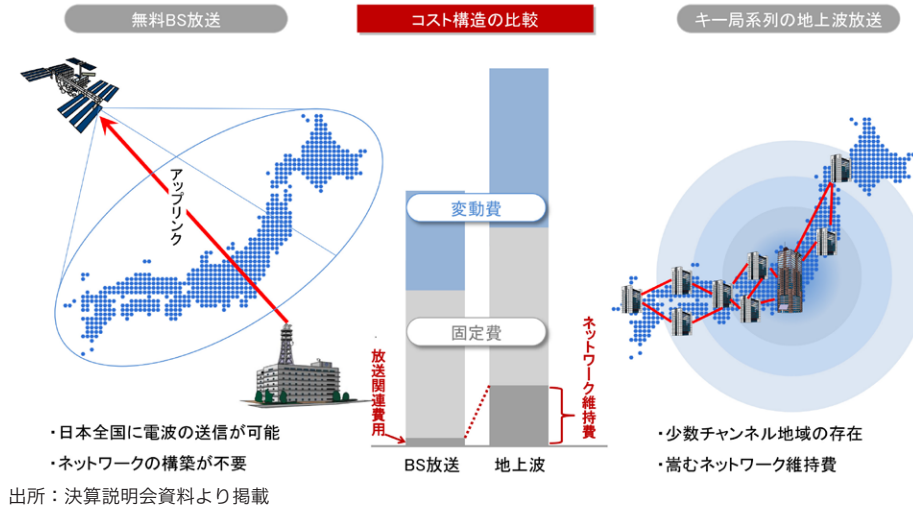 無料BS放送
コスト構造の比較
キー局系列の地上波放送
アップリンク
変動費
固定費
放送関連費用
ネットワーク維持費
BS放送
地上波
・日本全国に電波の送信が可能
・ネットワークの構築が不要
・少数チャンネル地域の存在
・嵩むネットワーク維持費
出所：決算説明会資料より掲載